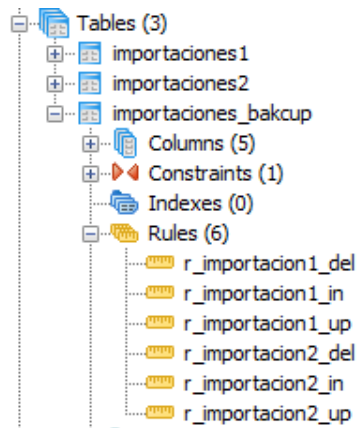 Tables (3)
importaciones1
importaciones2
importaciones_bakcup
Columns (5)
Constraints (1)
Indexes (0)
Rules (6)
r_importacion1_del
r_importacion1_in
r_importacion1_up
r_importacion2_del
r_importacion2_in
r_importacion2_up